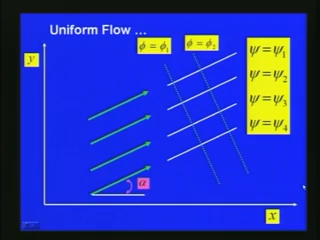 Uniform Flow ...
ϕ = ϕ₁
ϕ = ϕ₂
y
ψ = ψ₁
ψ = ψ₂
ψ = ψ₃
ψ = ψ₄
α
x